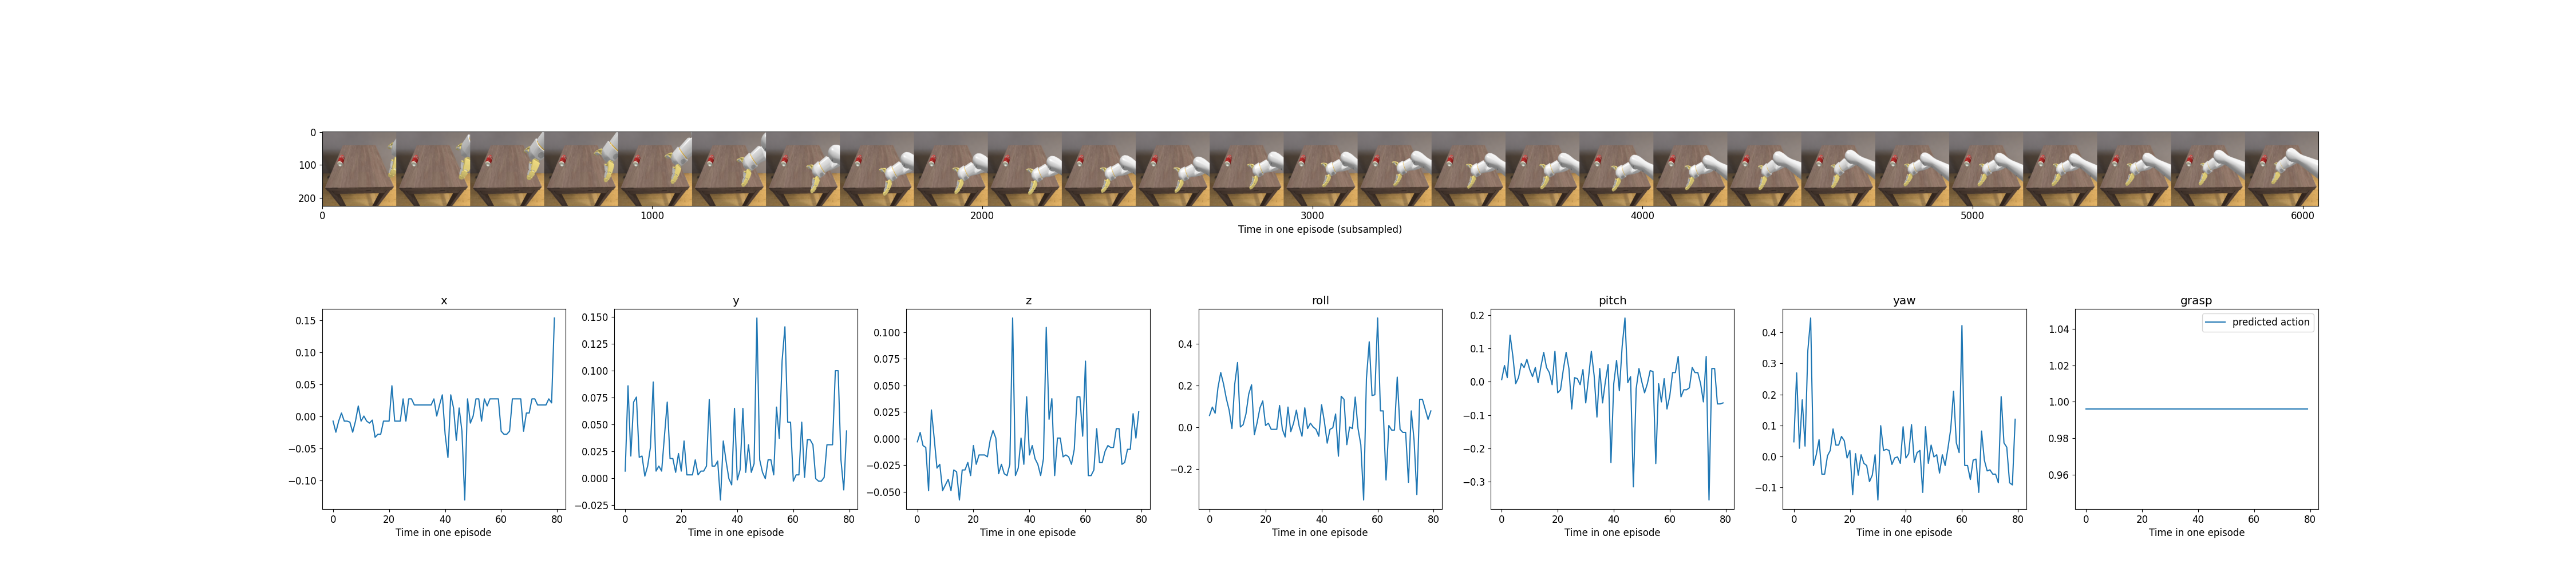 0
100
200
0 1000 2000 3000 4000 5000 6000
Time in one episode (subsampled)
x
0.15
0.10
0.05
0.00
−0.05
−0.10
0 20 40 60 80
Time in one episode
y
0.150
0.125
0.100
0.075
0.050
0.025
0.000
−0.025
0 20 40 60 80
Time in one episode
z
0.100
0.075
0.050
0.025
0.000
−0.025
−0.050
0 20 40 60 80
Time in one episode
roll
0.4
0.2
0.0
−0.2
0 20 40 60 80
Time in one episode
pitch
0.2
0.1
0.0
−0.1
−0.2
−0.3
0 20 40 60 80
Time in one episode
yaw
0.4
0.3
0.2
0.1
0.0
−0.1
0 20 40 60 80
Time in one episode
grasp
predicted action
1.04
1.02
1.00
0.98
0.96
0 20 40 60 80
Time in one episode